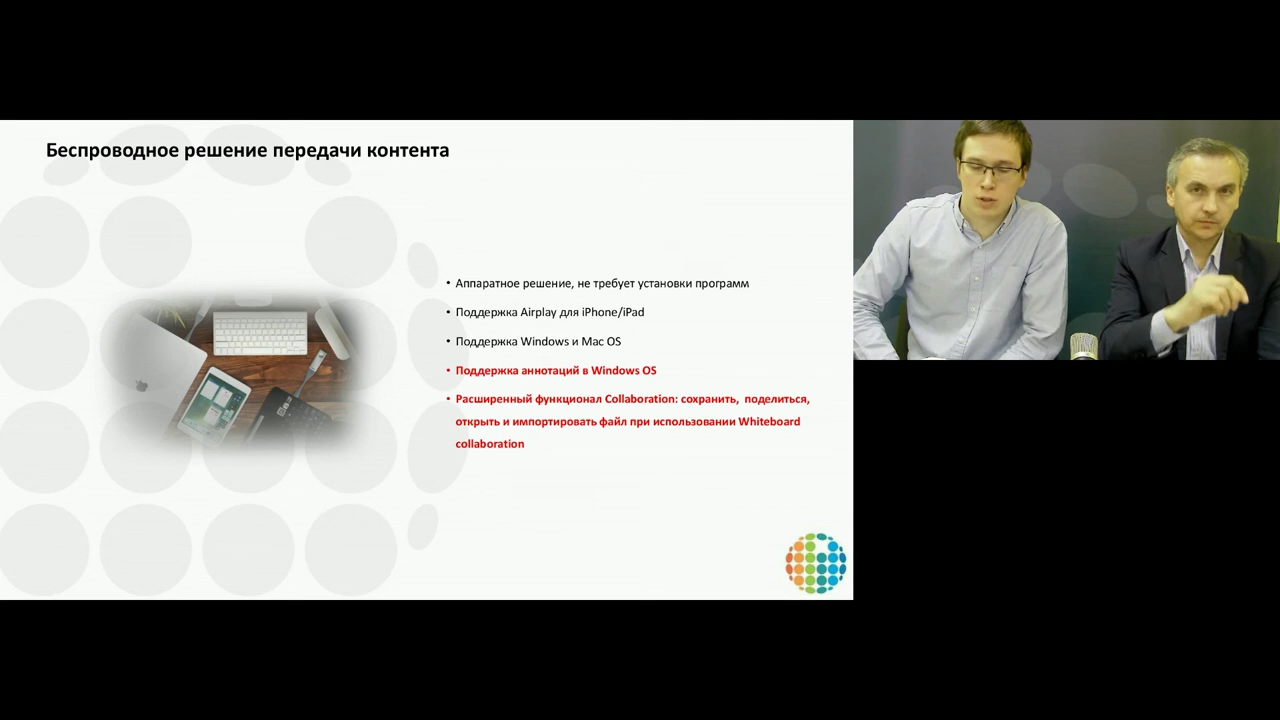 Беспроводное решение передачи контента
• Аппаратное решение, не требует установки программ
• Поддержка Airplay для iPhone/iPad
• Поддержка Windows и Mac OS
• Поддержка аннотаций в Windows OS
• Расширенный функционал Collaboration: сохранить, поделиться,
открыть и импортировать файл при использовании Whiteboard
collaboration